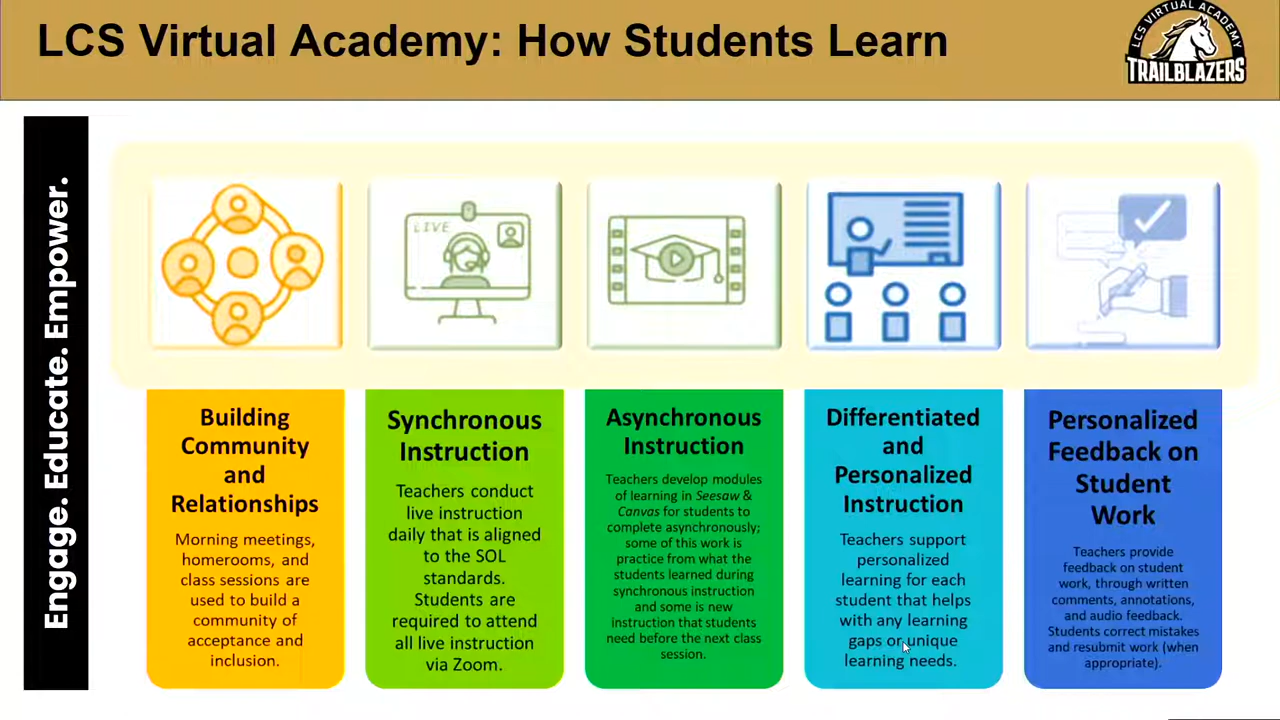 LCS Virtual Academy: How Students Learn
LCS VIRTUAL ACADEMY
TRAILBLAZERS
Engage. Educate. Empower.
LIVE
Building
Community
and
Relationships
Morning meetings,
homerooms, and
class sessions are
used to build a
community of
acceptance and
inclusion.
Synchronous
Instruction
Teachers conduct
live instruction
daily that is aligned
to the SOL
standards.
Students are
required to attend
all live instruction
via Zoom.
Asynchronous
Instruction
Teachers develop modules
of learning in Seesaw &
Canvas for students to
complete asynchronously;
some of this work is
practice from what the
students learned during
synchronous instruction
and some is new
instruction that students
need before the next class
session.
Differentiated
and
Personalized
Instruction
Teachers support
personalized
learning for each
student that helps
with any learning
gaps or unique
learning needs.
Personalized
Feedback on
Student
Work
Teachers provide
feedback on student
work, through written
comments, annotations,
and audio feedback.
Students correct mistakes
and resubmit work (when
appropriate).